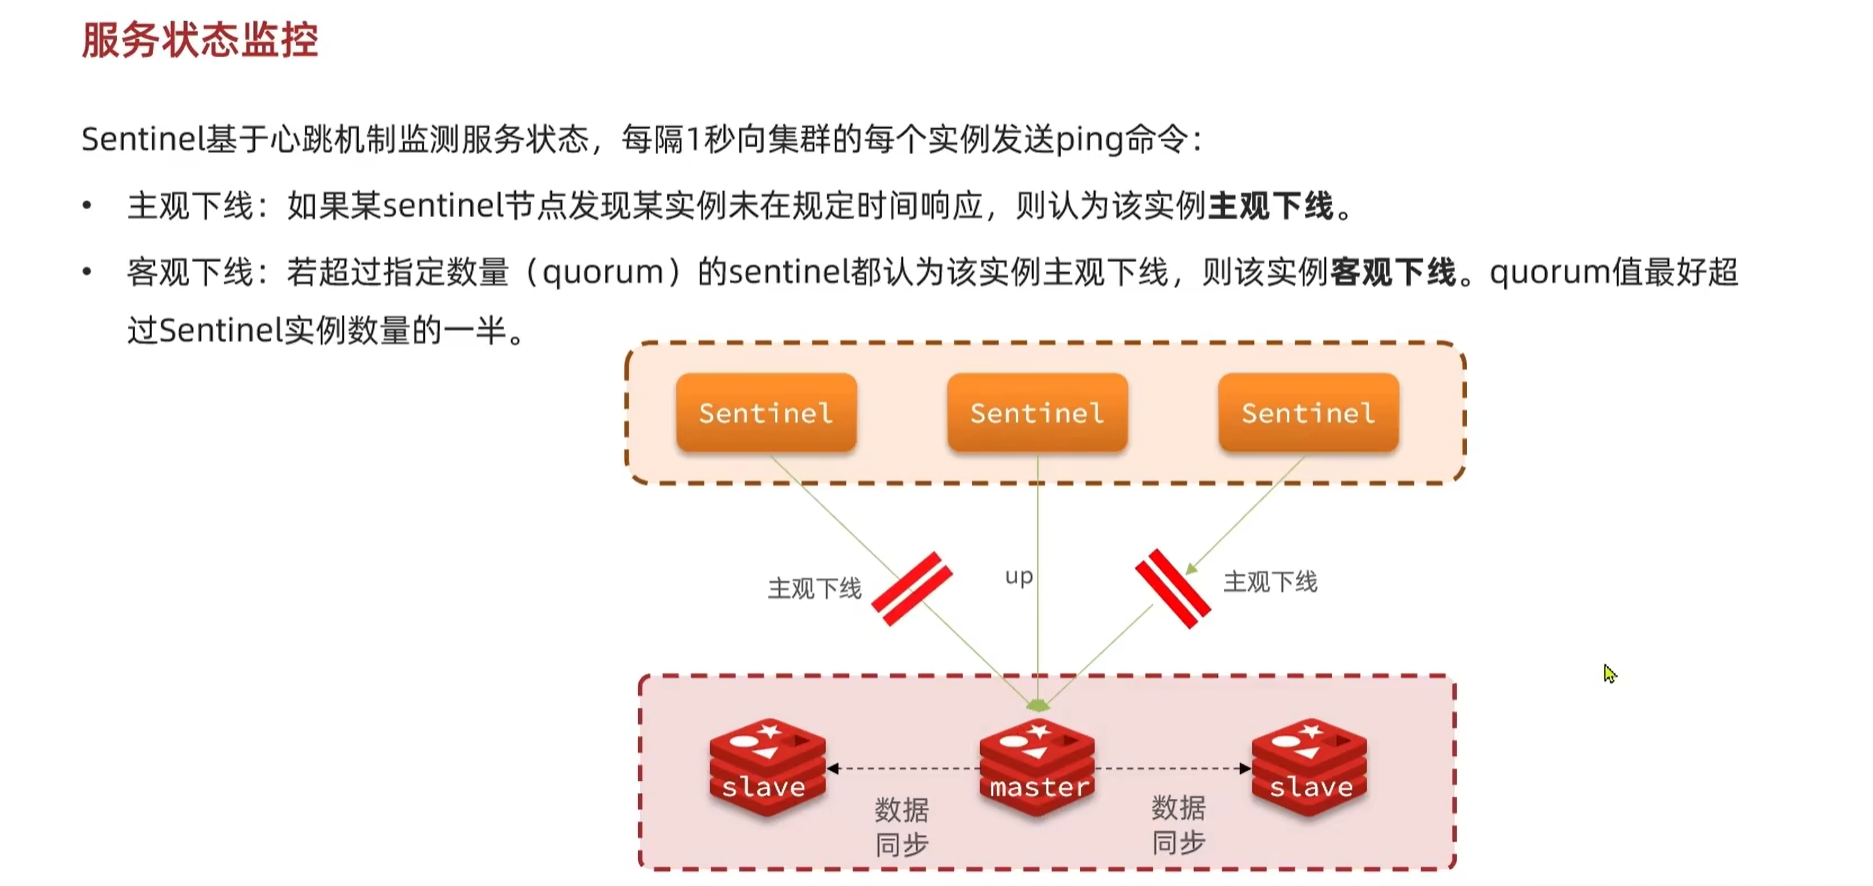 服务状态监控
Sentinel基于心跳机制监测服务状态，每隔1秒向集群的每个实例发送ping命令：
• 主观下线：如果某sentinel节点发现某实例未在规定时间响应，则认为该实例主观下线。
• 客观下线：若超过指定数量（quorum）的sentinel都认为该实例主观下线，则该实例客观下线。quorum值最好超
过Sentinel实例数量的一半。
Sentinel
Sentinel
Sentinel
主观下线
up
主观下线
slave
master
slave
数据
同步
数据
同步